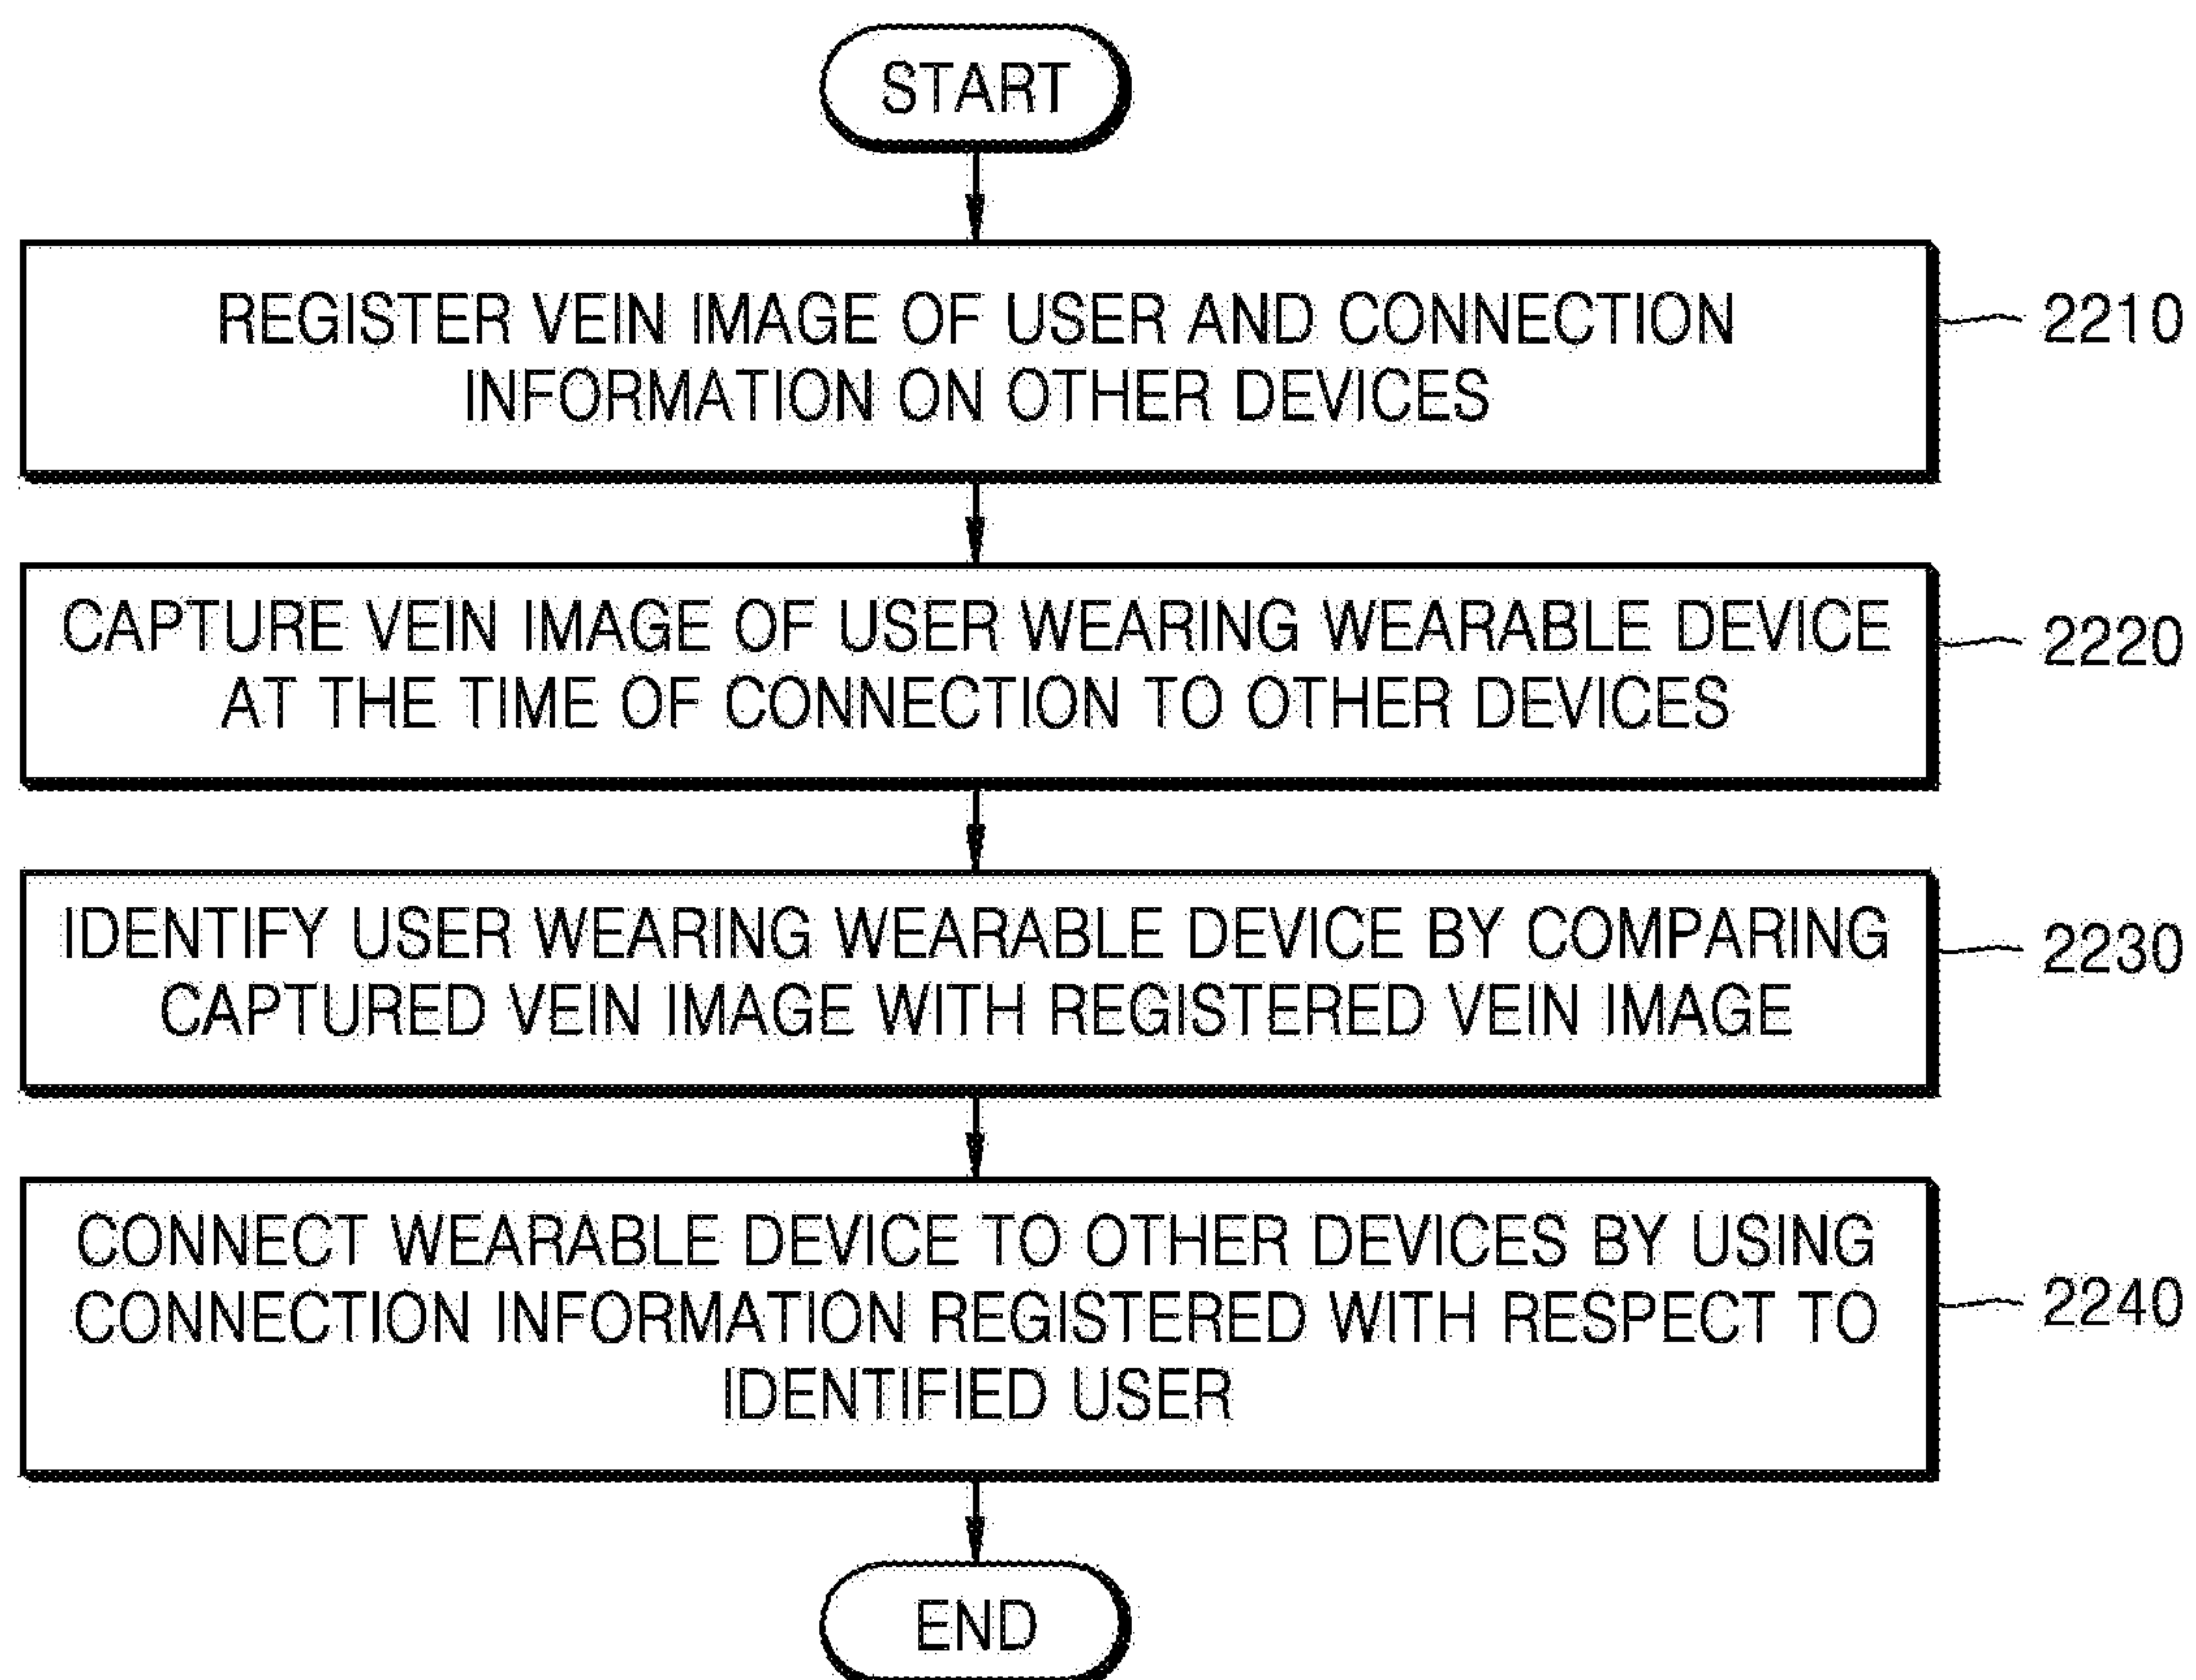 START
REGISTER VEIN IMAGE OF USER AND CONNECTION
INFORMATION ON OTHER DEVICES
2210
CAPTURE VEIN IMAGE OF USER WEARING WEARABLE DEVICE
AT THE TIME OF CONNECTION TO OTHER DEVICES
2220
IDENTIFY USER WEARING WEARABLE DEVICE BY COMPARING
CAPTURED VEIN IMAGE WITH REGISTERED VEIN IMAGE
2230
CONNECT WEARABLE DEVICE TO OTHER DEVICES BY USING
CONNECTION INFORMATION REGISTERED WITH RESPECT TO
IDENTIFIED USER
2240
END